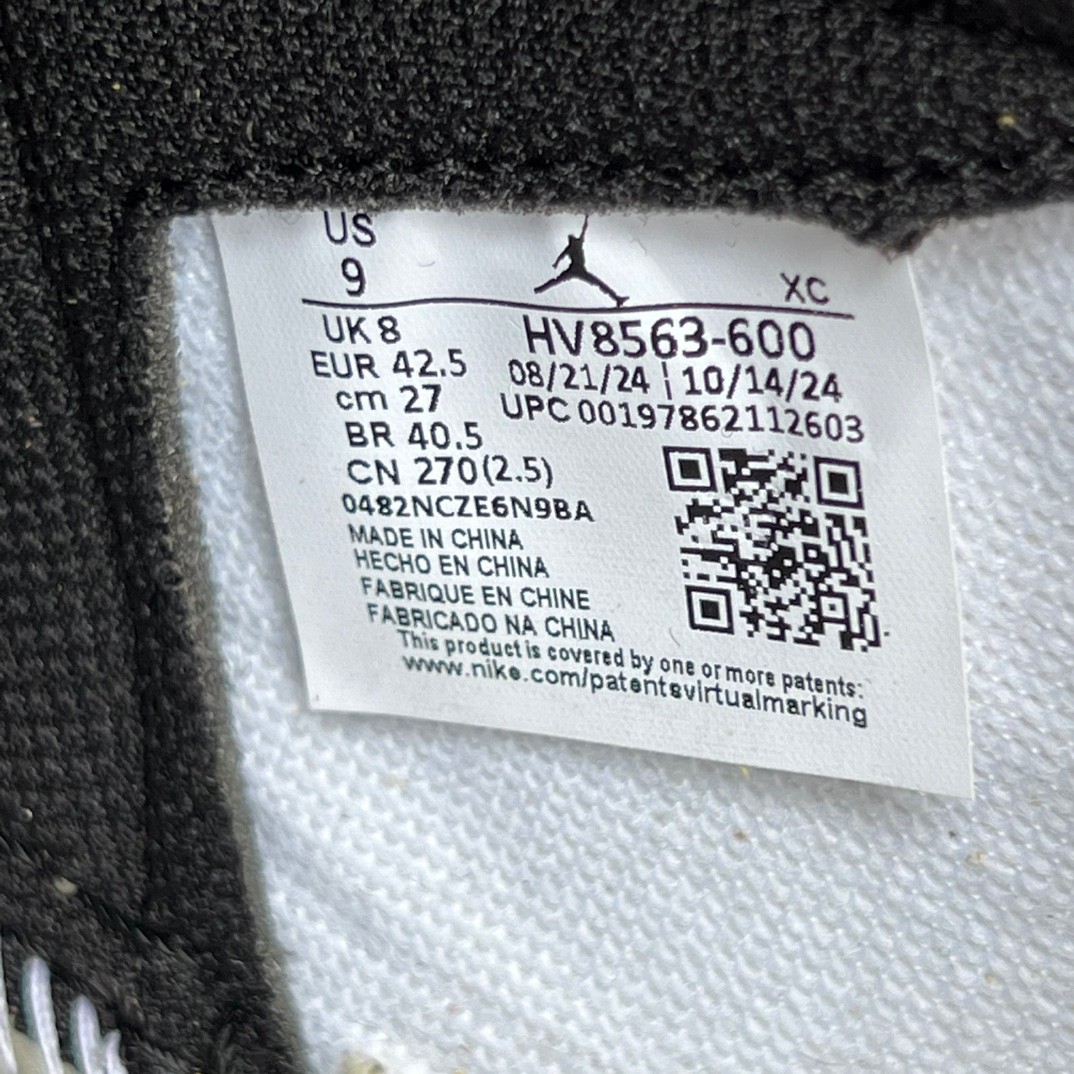 US
9
XC
UK 8
HV8563-600
EUR 42.5
08/21/24 ¦ 10/14/24
cm 27
UPC 00197862112603
BR 40.5
CN 270(2.5)
0482NCZE6N9BA
MADE IN CHINA
HECHO EN CHINA
FABRIQUE EN CHINE
FABRICADO NA CHINA
This product is covered by one or more patents:
www.nike.com/patentsvirtualmarking